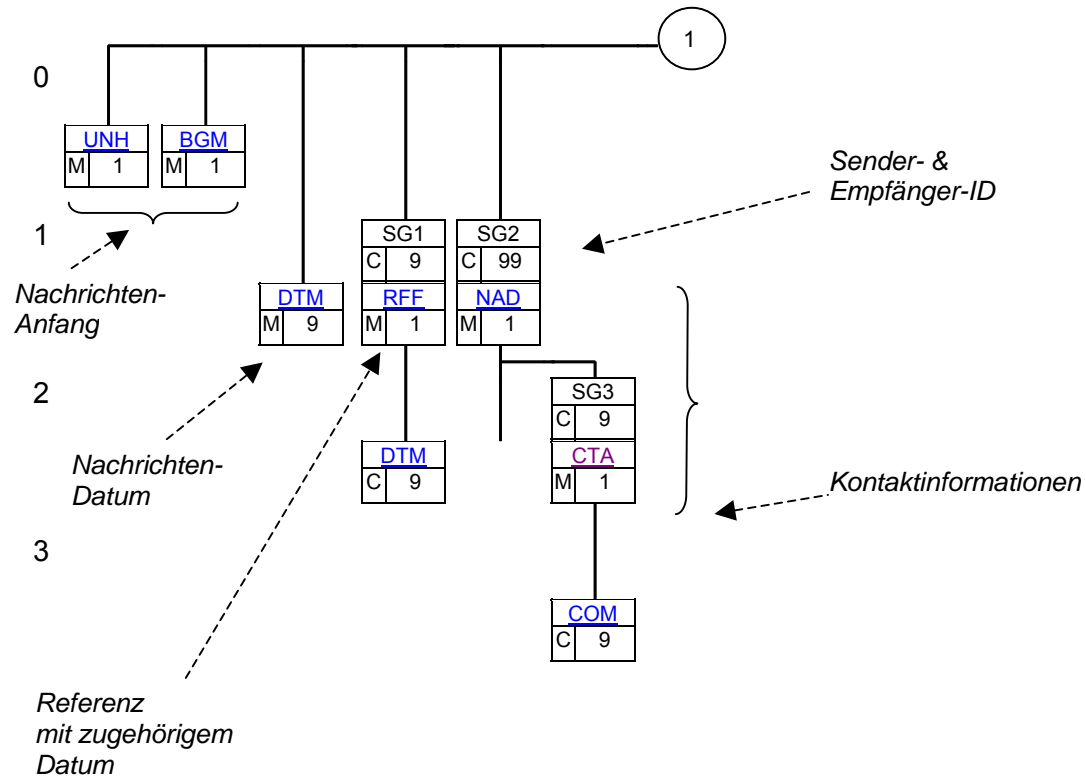 1
0
UNH BGM
M 1 M 1
Sender- &
Empfänger-ID
1
SG1 SG2
C 9 C 99
Nachrichten-
Anfang
DTM RFF NAD
M 9 M 1 M 1
2
SG3
C 9
Nachrichten-
Datum
DTM CTA
C 9 M 1
Kontaktinformationen
3
COM
C 9
Referenz
mit zugehörigem
Datum